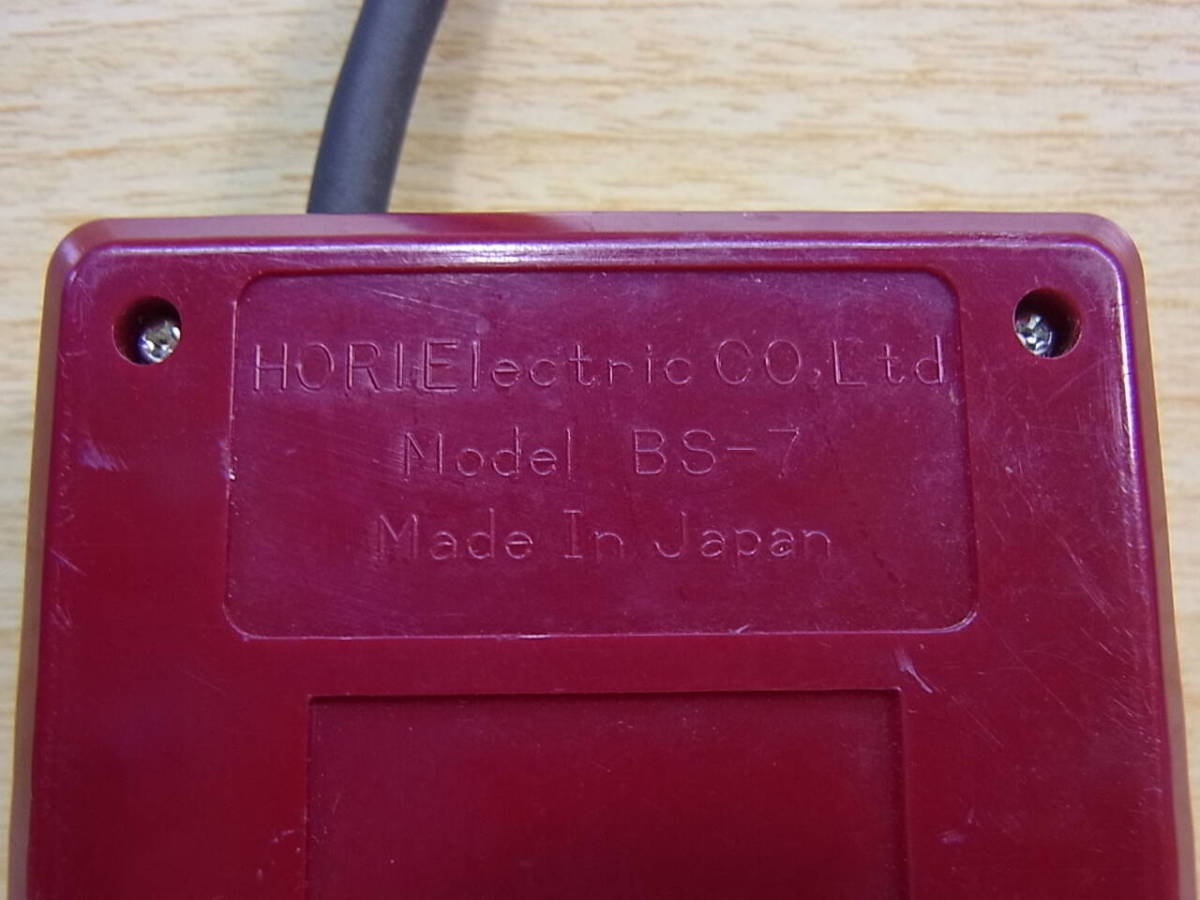 HORI Electric CO,Ltd
Model BS-7
Made In Japan